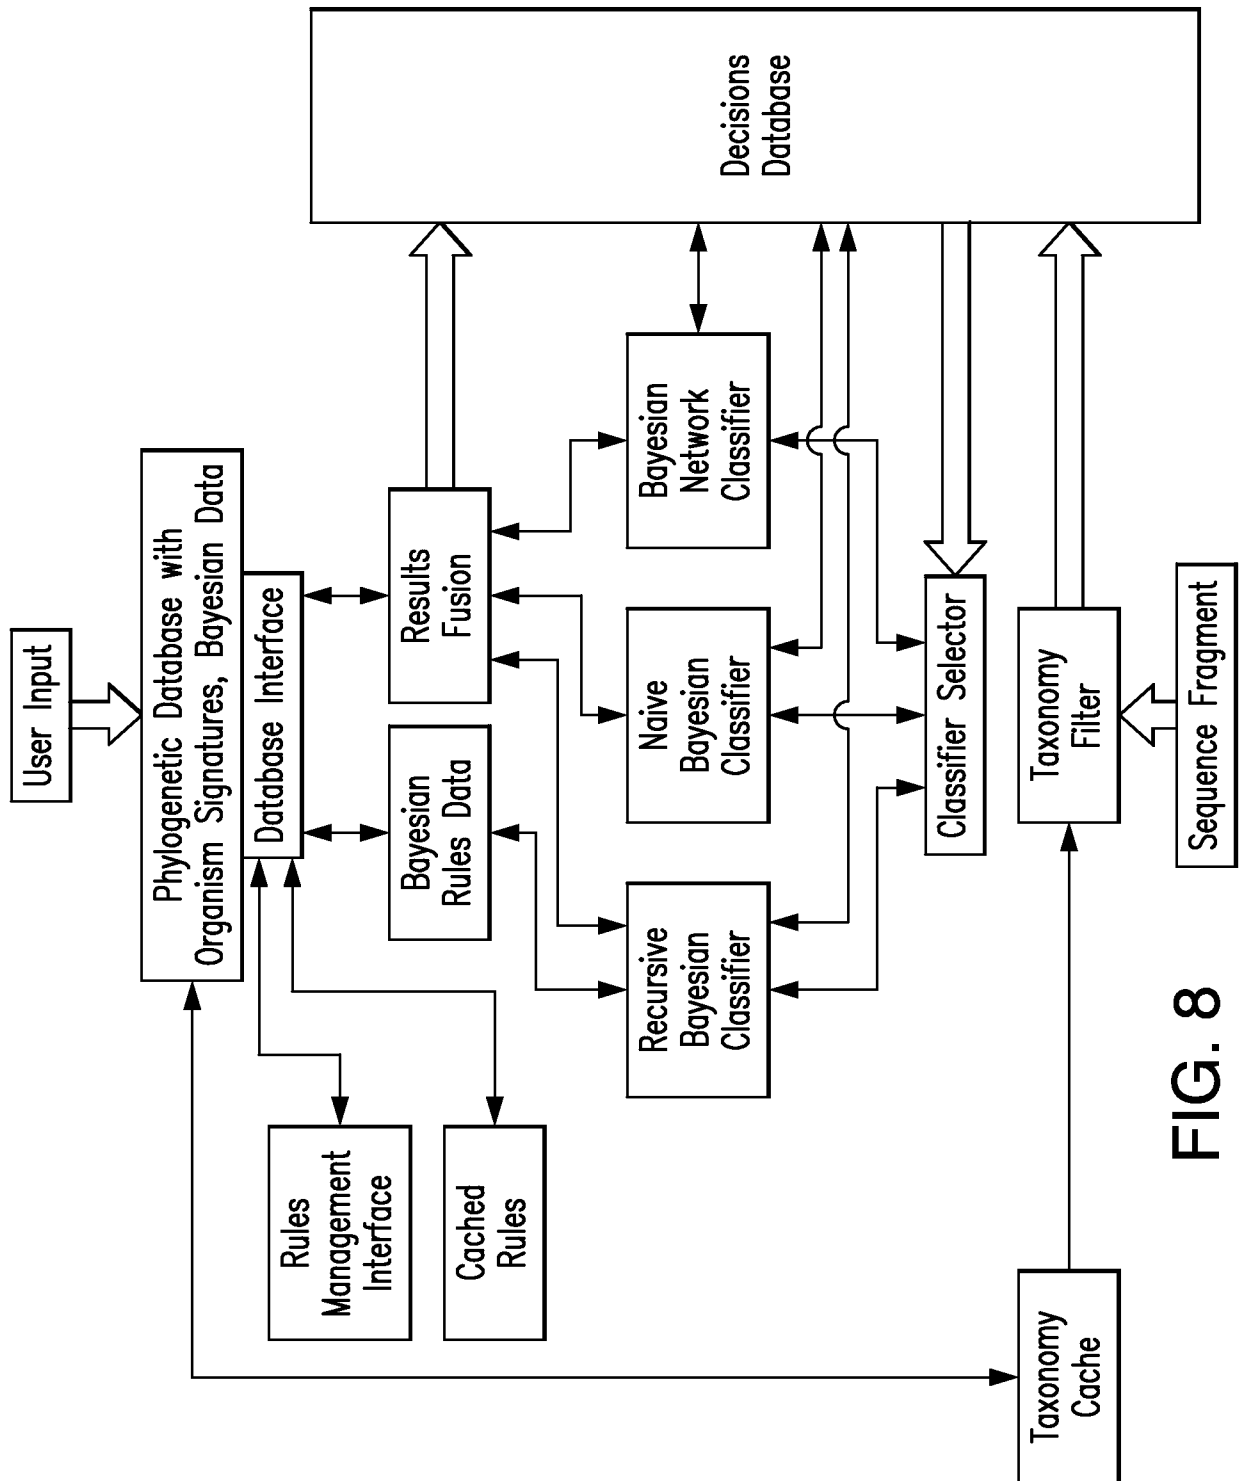 User Input
Phylogenetic Database with
Organism Signatures, Bayesian Data
Database Interface
Rules
Management
Interface
Cached
Rules
Bayesian
Rules Data
Results
Fusion
Recursive
Bayesian
Classifier
Naive
Bayesian
Classifier
Bayesian
Network
Classifier
Decisions
Database
Classifier Selector
Taxonomy
Cache
Taxonomy
Filter
Sequence Fragment
FIG. 8